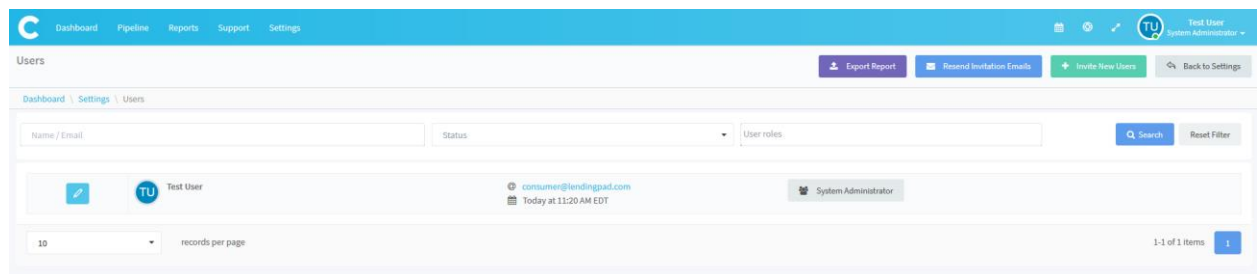 C Dashboard Pipeline Reports Support Settings TU Test User
System Administrator
Users Export Report Resend Invitation Emails + Invite New Users Back to Settings
Dashboard \ Settings \ Users
Name / Email Status User roles Search Reset Filter
TU Test User @ consumer@lendingpad.com System Administrator
Today at 11:20 AM EDT
10 records per page 1-1 of 1 items 1